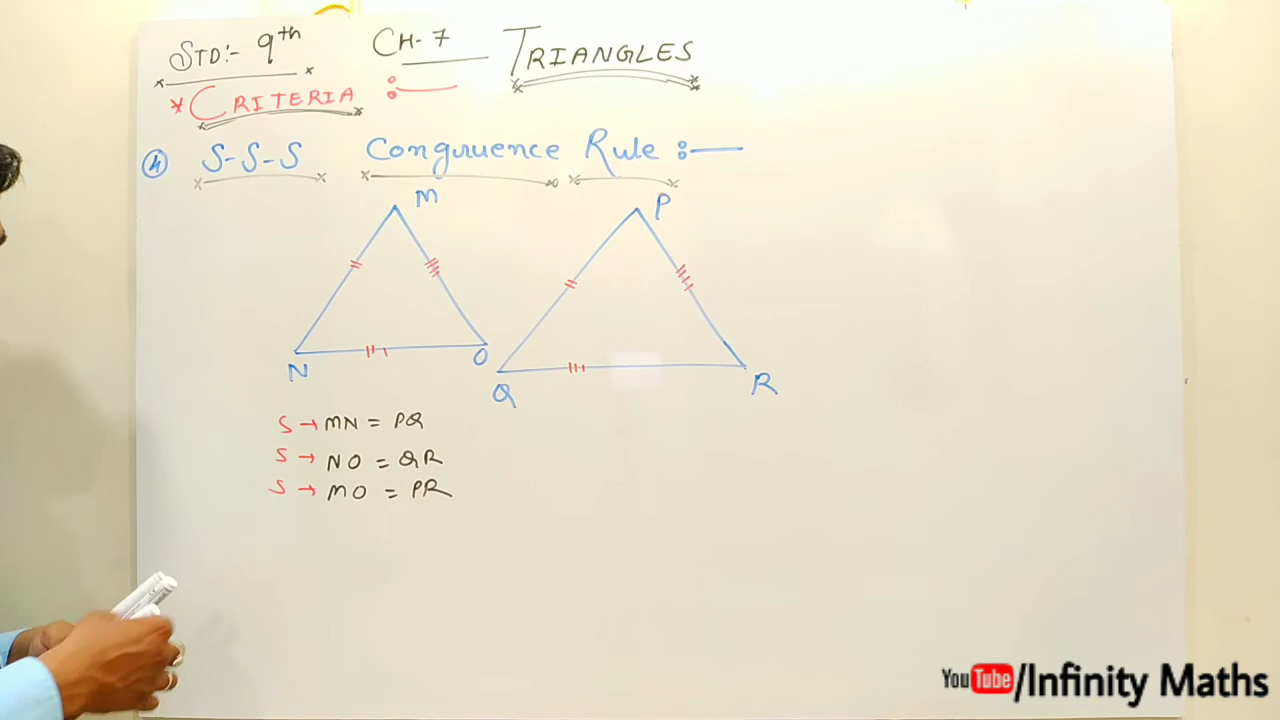 STD:- 9th CH-7 TRIANGLES
* CRITERIA :—
(4) S-S-S Congruence Rule :—
M P
N O
Q R
S → MN = PQ
S → NO = QR
S → MO = PR
YouTube/Infinity Maths